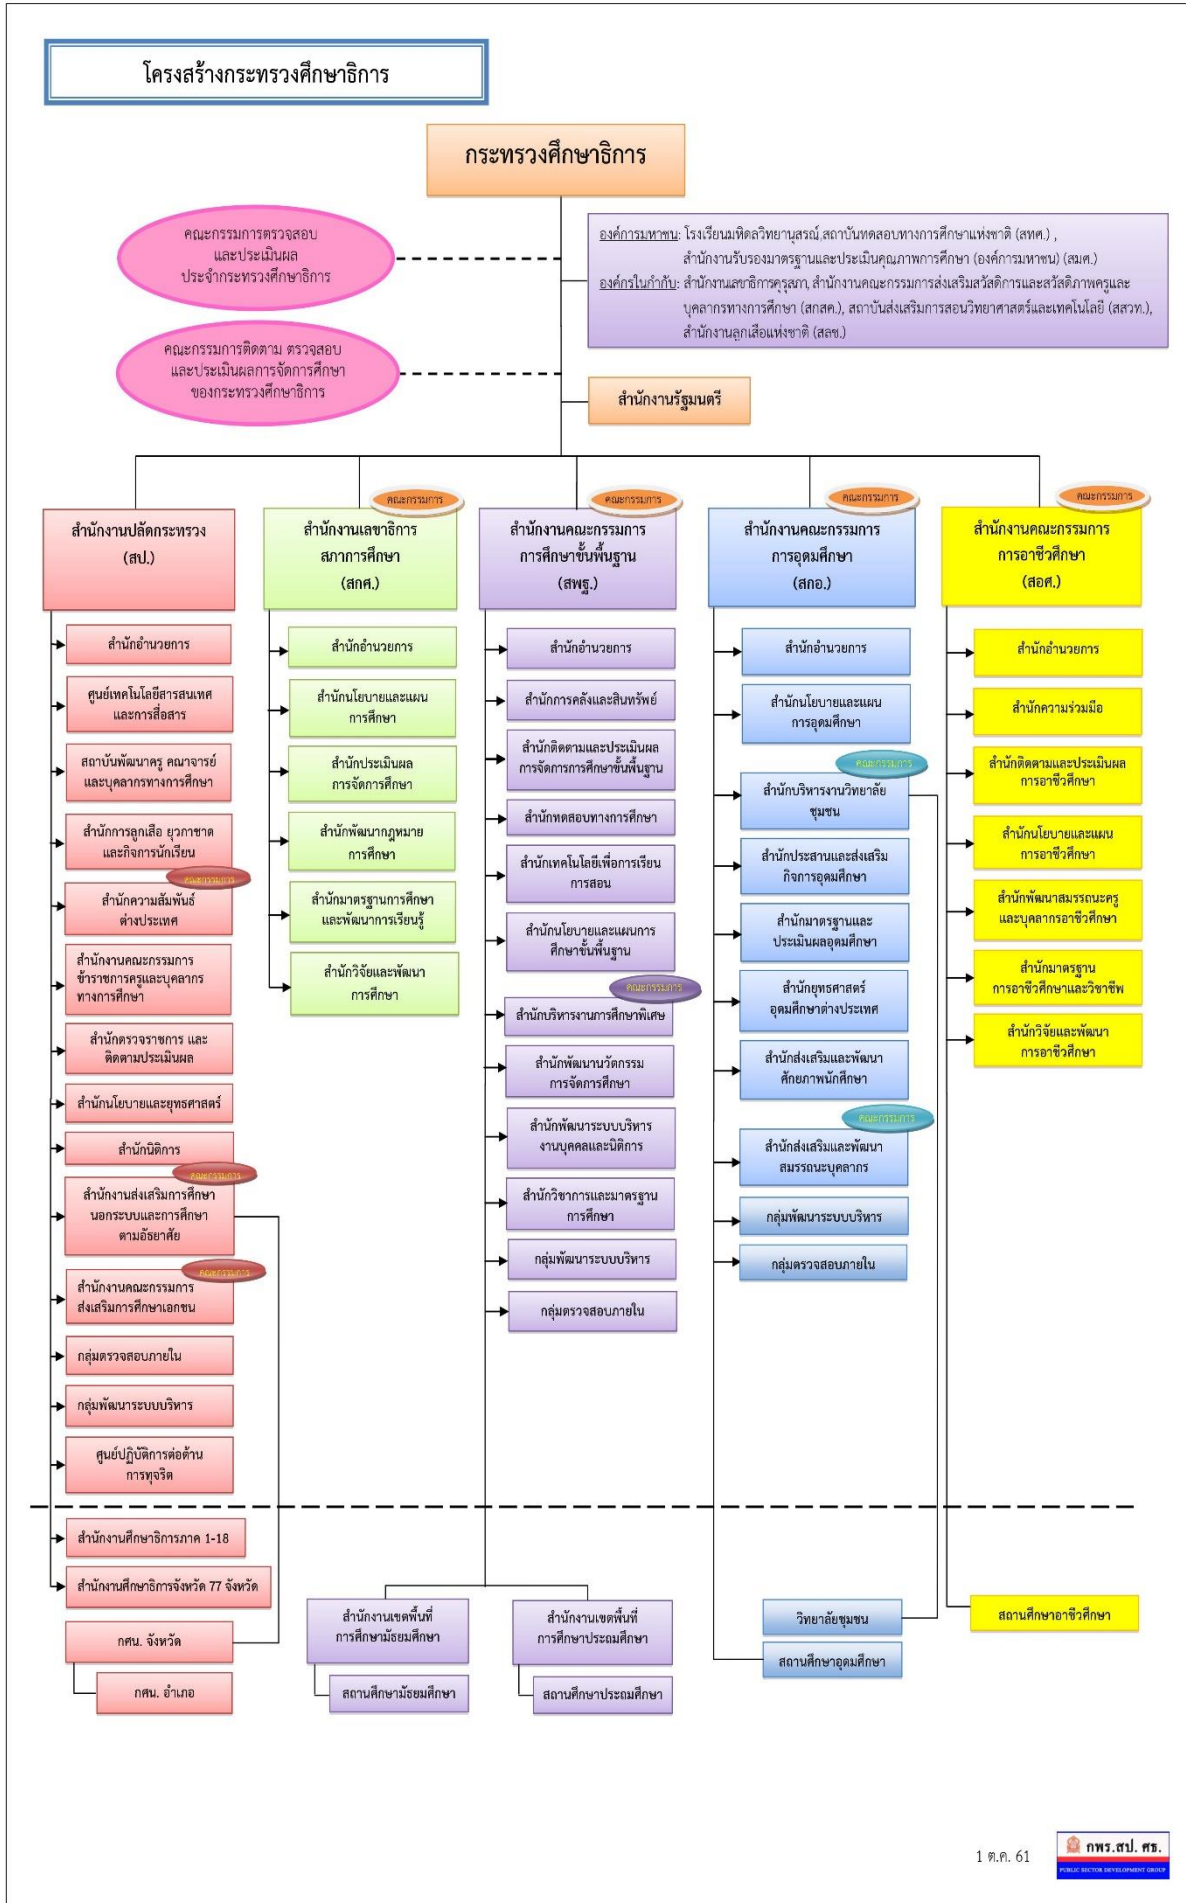 โครงสร้างกระทรวงศึกษาธิการ
กระทรวงศึกษาธิการ
คณะกรรมการตรวจสอบ
และประเมินผล
ประจำกระทรวงศึกษาธิการ
องค์การมหาชน: โรงเรียนมหิดลวิทยานุสรณ์,สถาบันทดสอบทางการศึกษาแห่งชาติ (สทศ.) ,
สำนักงานรับรองมาตรฐานและประเมินคุณภาพการศึกษา (องค์การมหาชน) (สมศ.)
องค์กรในกำกับ: สำนักงานเลขาธิการคุรุสภา, สำนักงานคณะกรรมการส่งเสริมสวัสดิการและสวัสดิภาพครูและ
บุคลากรทางการศึกษา (สกสค.), สถาบันส่งเสริมการสอนวิทยาศาสตร์และเทคโนโลยี (สสวท.),
สำนักงานลูกเสือแห่งชาติ (สลช.)
คณะกรรมการติดตาม ตรวจสอบ
และประเมินผลการจัดการศึกษา
ของกระทรวงศึกษาธิการ
สำนักงานรัฐมนตรี
สำนักงานปลัดกระทรวง
(สป.)
สำนักอำนวยการ
ศูนย์เทคโนโลยีสารสนเทศ
และการสื่อสาร
สถาบันพัฒนาครู คณาจารย์
และบุคลากรทางการศึกษา
สำนักการลูกเสือ ยุวกาชาด
และกิจการนักเรียน
คณะกรรมการ
สำนักความสัมพันธ์
ต่างประเทศ
สำนักงานคณะกรรมการ
ข้าราชการครูและบุคลากร
ทางการศึกษา
สำนักตรวจราชการ และ
ติดตามประเมินผล
สำนักนโยบายและยุทธศาสตร์
สำนักนิติการ
คณะกรรมการ
สำนักงานส่งเสริมการศึกษา
นอกระบบและการศึกษา
ตามอัธยาศัย
คณะกรรมการ
สำนักงานคณะกรรมการ
ส่งเสริมการศึกษาเอกชน
กลุ่มตรวจสอบภายใน
กลุ่มพัฒนาระบบบริหาร
ศูนย์ปฏิบัติการต่อต้าน
การทุจริต
สำนักงานศึกษาธิการภาค 1-18
สำนักงานศึกษาธิการจังหวัด 77 จังหวัด
กศน. จังหวัด
กศน. อำเภอ
คณะกรรมการ
สำนักงานเลขาธิการ
สภาการศึกษา
(สกศ.)
สำนักอำนวยการ
สำนักนโยบายและแผน
การศึกษา
สำนักประเมินผล
การจัดการศึกษา
สำนักพัฒนากฎหมาย
การศึกษา
สำนักมาตรฐานการศึกษา
และพัฒนาการเรียนรู้
สำนักวิจัยและพัฒนา
การศึกษา
คณะกรรมการ
สำนักงานคณะกรรมการ
การศึกษาขั้นพื้นฐาน
(สพฐ.)
สำนักอำนวยการ
สำนักการคลังและสินทรัพย์
สำนักติดตามและประเมินผล
การจัดการการศึกษาขั้นพื้นฐาน
สำนักทดสอบทางการศึกษา
สำนักเทคโนโลยีเพื่อการเรียน
การสอน
สำนักนโยบายและแผนการ
ศึกษาขั้นพื้นฐาน
คณะกรรมการ
สำนักบริหารงานการศึกษาพิเศษ
สำนักพัฒนานวัตกรรม
การจัดการศึกษา
สำนักพัฒนาระบบบริหาร
งานบุคคลและนิติการ
สำนักวิชาการและมาตรฐาน
การศึกษา
กลุ่มพัฒนาระบบบริหาร
กลุ่มตรวจสอบภายใน
สำนักงานเขตพื้นที่
การศึกษามัธยมศึกษา
สถานศึกษามัธยมศึกษา
สำนักงานเขตพื้นที่
การศึกษาประถมศึกษา
สถานศึกษาประถมศึกษา
คณะกรรมการ
สำนักงานคณะกรรมการ
การอุดมศึกษา
(สกอ.)
สำนักอำนวยการ
สำนักนโยบายและแผน
การอุดมศึกษา
คณะกรรมการ
สำนักบริหารงานวิทยาลัย
ชุมชน
สำนักประสานและส่งเสริม
กิจการอุดมศึกษา
สำนักมาตรฐานและ
ประเมินผลอุดมศึกษา
สำนักยุทธศาสตร์
อุดมศึกษาต่างประเทศ
สำนักส่งเสริมและพัฒนา
ศักยภาพนักศึกษา
คณะกรรมการ
สำนักส่งเสริมและพัฒนา
สมรรถนะบุคลากร
กลุ่มพัฒนาระบบบริหาร
กลุ่มตรวจสอบภายใน
วิทยาลัยชุมชน
สถานศึกษาอุดมศึกษา
คณะกรรมการ
สำนักงานคณะกรรมการ
การอาชีวศึกษา
(สอศ.)
สำนักอำนวยการ
สำนักความร่วมมือ
สำนักติดตามและประเมินผล
การอาชีวศึกษา
สำนักนโยบายและแผน
การอาชีวศึกษา
สำนักพัฒนาสมรรถนะครู
และบุคลากรอาชีวศึกษา
สำนักมาตรฐาน
การอาชีวศึกษาและวิชาชีพ
สำนักวิจัยและพัฒนา
การอาชีวศึกษา
สถานศึกษาอาชีวศึกษา
1 ต.ค. 61
กพร.สป. ศธ.
PUBLIC SECTOR DEVELOPMENT GROUP